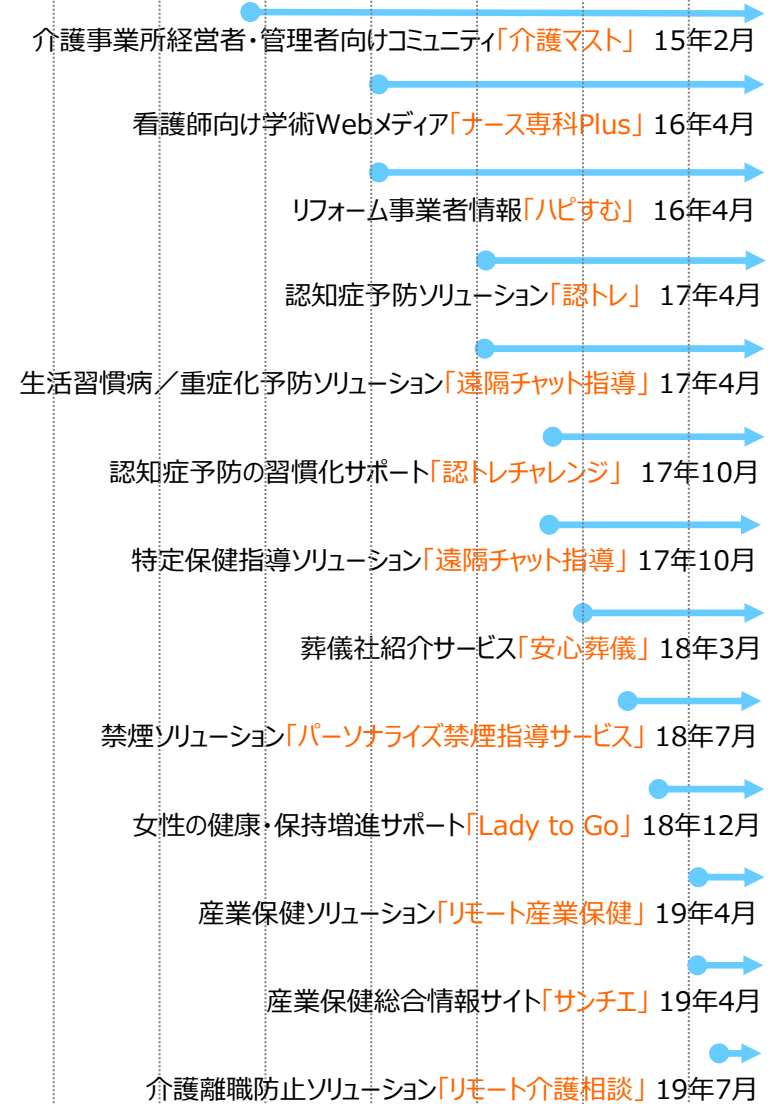 介護事業所経営者・管理者向けコミュニティ「介護マスト」 15年2月
看護師向け学術Webメディア「ナース専科Plus」 16年4月
リフォーム事業者情報「ハピすむ」 16年4月
認知症予防ソリューション「認トレ」 17年4月
生活習慣病／重症化予防ソリューション「遠隔チャット指導」 17年4月
認知症予防の習慣化サポート「認トレチャレンジ」 17年10月
特定保健指導ソリューション「遠隔チャット指導」 17年10月
葬儀社紹介サービス「安心葬儀」 18年3月
禁煙ソリューション「パーソナライズ禁煙指導サービス」 18年7月
女性の健康・保持増進サポート「Lady to Go」 18年12月
産業保健ソリューション「リモート産業保健」 19年4月
産業保健総合情報サイト「サンチエ」 19年4月
介護離職防止ソリューション「リモート介護相談」 19年7月